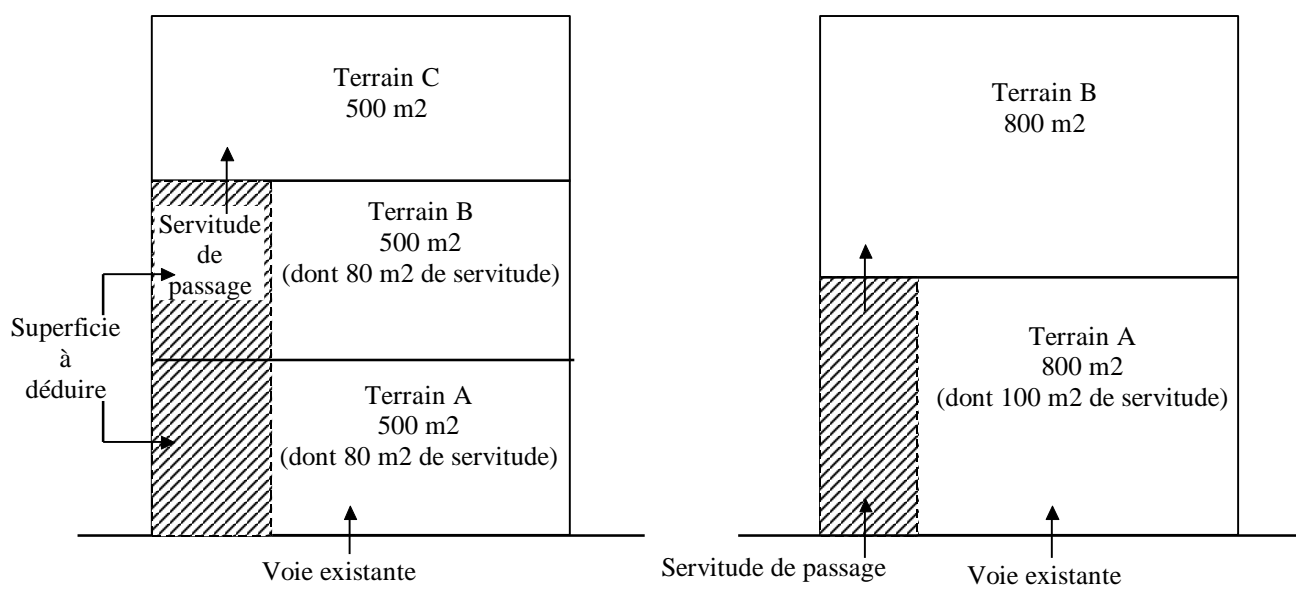 Terrain C
500 m2
Servitude
de
passage
Terrain B
500 m2
(dont 80 m2 de servitude)
Superficie
à
déduire
Terrain A
500 m2
(dont 80 m2 de servitude)
Voie existante
Terrain B
800 m2
Terrain A
800 m2
(dont 100 m2 de servitude)
Servitude de passage
Voie existante